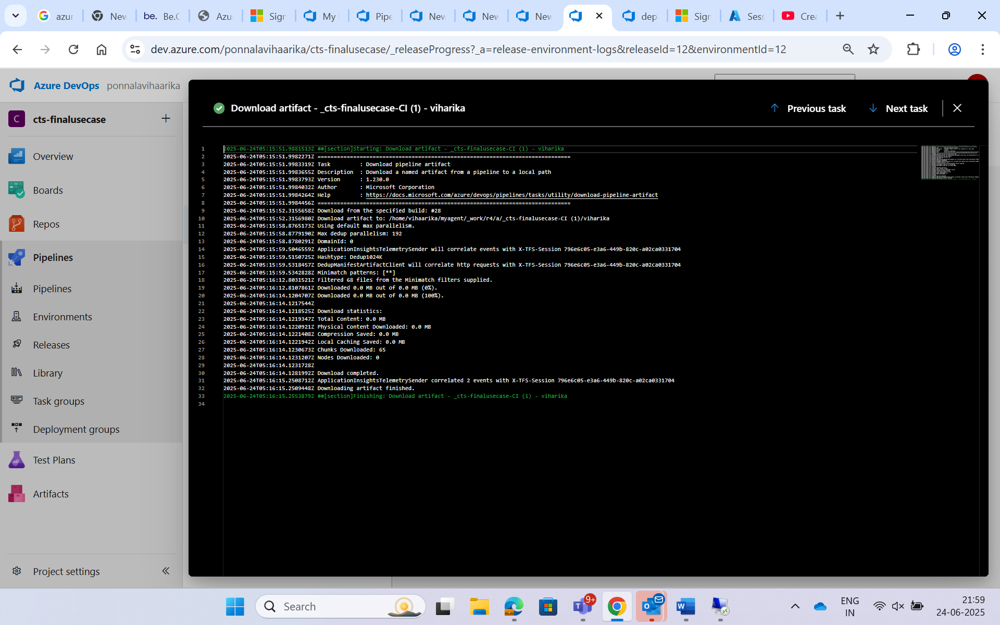 azur
New
be. Be.C
Azu
Sign
My
Pipe
New
New
New
dep
Sign
Sess
Crea
dev.azure.com/ponnalavihaarika/cts-finalusecase/_releaseProgress?_a=release-environment-logs&releaseId=12&environmentId=12
Azure DevOps ponnalavihaarika
C cts-finalusecase
Overview
Boards
Repos
Pipelines
Pipelines
Environments
Releases
Library
Task groups
Deployment groups
Test Plans
Artifacts
Project settings
Download artifact - _cts-finalusecase-CI (1) - viharika
Previous task
Next task
1 2025-06-24T05:15:51.9881513Z ##[section]Starting: Download artifact - _cts-finalusecase-CI (1) - viharika
2 2025-06-24T05:15:51.9982271Z ==============================================================================
3 2025-06-24T05:15:51.9983319Z Task : Download pipeline artifact
4 2025-06-24T05:15:51.9983655Z Description : Download a named artifact from a pipeline to a local path
5 2025-06-24T05:15:51.9983793Z Version : 1.230.0
6 2025-06-24T05:15:51.9984032Z Author : Microsoft Corporation
7 2025-06-24T05:15:51.9984264Z Help : https://docs.microsoft.com/azure/devops/pipelines/tasks/utility/download-pipeline-artifact
8 2025-06-24T05:15:51.9984456Z ==============================================================================
9 2025-06-24T05:15:52.3155658Z Download from the specified build: #28
10 2025-06-24T05:15:52.3156980Z Download artifact to: /home/vihaarika/myagent/_work/r4/a/_cts-finalusecase-CI (1)/viharika
11 2025-06-24T05:15:58.8765173Z Using default max parallelism.
12 2025-06-24T05:15:58.8779190Z Max dedup parallelism: 192
13 2025-06-24T05:15:58.8780291Z DomainId: 0
14 2025-06-24T05:15:59.5046559Z ApplicationInsightsTelemetrySender will correlate events with X-TFS-Session 796e6c05-e3a6-449b-820c-a02ca0331704
15 2025-06-24T05:15:59.5150725Z Hashtype: Dedup1024K
16 2025-06-24T05:15:59.5318457Z DedupManifestArtifactClient will correlate http requests with X-TFS-Session 796e6c05-e3a6-449b-820c-a02ca0331704
17 2025-06-24T05:15:59.5342828Z Minimatch patterns: [**]
18 2025-06-24T05:16:12.8031521Z Filtered 68 files from the Minimatch filters supplied.
19 2025-06-24T05:16:12.8107861Z Downloaded 0.0 MB out of 0.0 MB (0%).
20 2025-06-24T05:16:14.1204707Z Downloaded 0.0 MB out of 0.0 MB (100%).
21 2025-06-24T05:16:14.1217544Z
22 2025-06-24T05:16:14.1218525Z Download statistics:
23 2025-06-24T05:16:14.1219347Z Total Content: 0.0 MB
24 2025-06-24T05:16:14.1220921Z Physical Content Downloaded: 0.0 MB
25 2025-06-24T05:16:14.1221408Z Compression Saved: 0.0 MB
26 2025-06-24T05:16:14.1221942Z Local Caching Saved: 0.0 MB
27 2025-06-24T05:16:14.1230673Z Chunks Downloaded: 65
28 2025-06-24T05:16:14.1231207Z Nodes Downloaded: 0
29 2025-06-24T05:16:14.1231728Z
30 2025-06-24T05:16:14.1281992Z Download completed.
31 2025-06-24T05:16:15.2508712Z ApplicationInsightsTelemetrySender correlated 2 events with X-TFS-Session 796e6c05-e3a6-449b-820c-a02ca0331704
32 2025-06-24T05:16:15.2509448Z Downloading artifact finished.
33 2025-06-24T05:16:15.2553879Z ##[section]Finishing: Download artifact - _cts-finalusecase-CI (1) - viharika
34
Search
9+
ENG
IN
21:59
24-06-2025